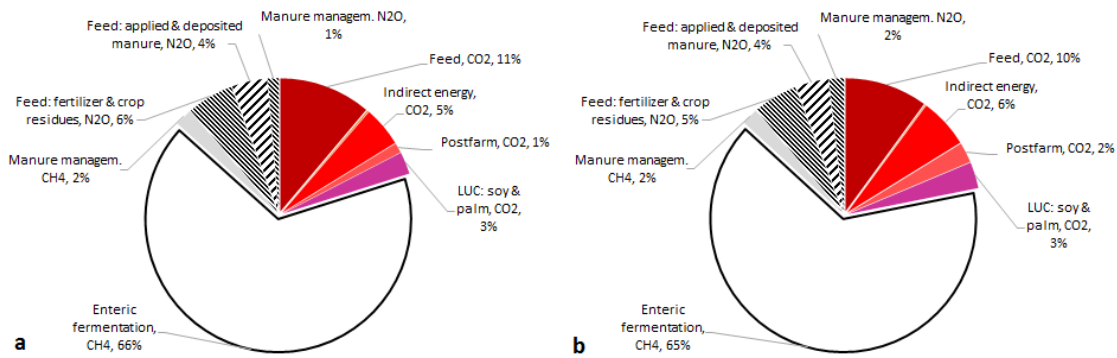 Manure managem. N2O,
1%
Feed: applied & deposited
manure, N2O, 4%
Feed, CO2, 11%
Indirect energy,
CO2, 5%
Feed: fertilizer & crop
residues, N2O, 6%
Postfarm, CO2, 1%
Manure managem.
CH4, 2%
LUC: soy &
palm, CO2,
3%
Enteric
fermentation,
CH4, 66%
a
Manure managem. N2O,
2%
Feed: applied & deposited
manure, N2O, 4%
Feed, CO2, 10%
Indirect energy,
CO2, 6%
Feed: fertilizer & crop
residues, N2O, 5%
Postfarm, CO2, 2%
Manure managem.
CH4, 2%
LUC: soy &
palm, CO2,
3%
Enteric
fermentation,
CH4, 65%
b